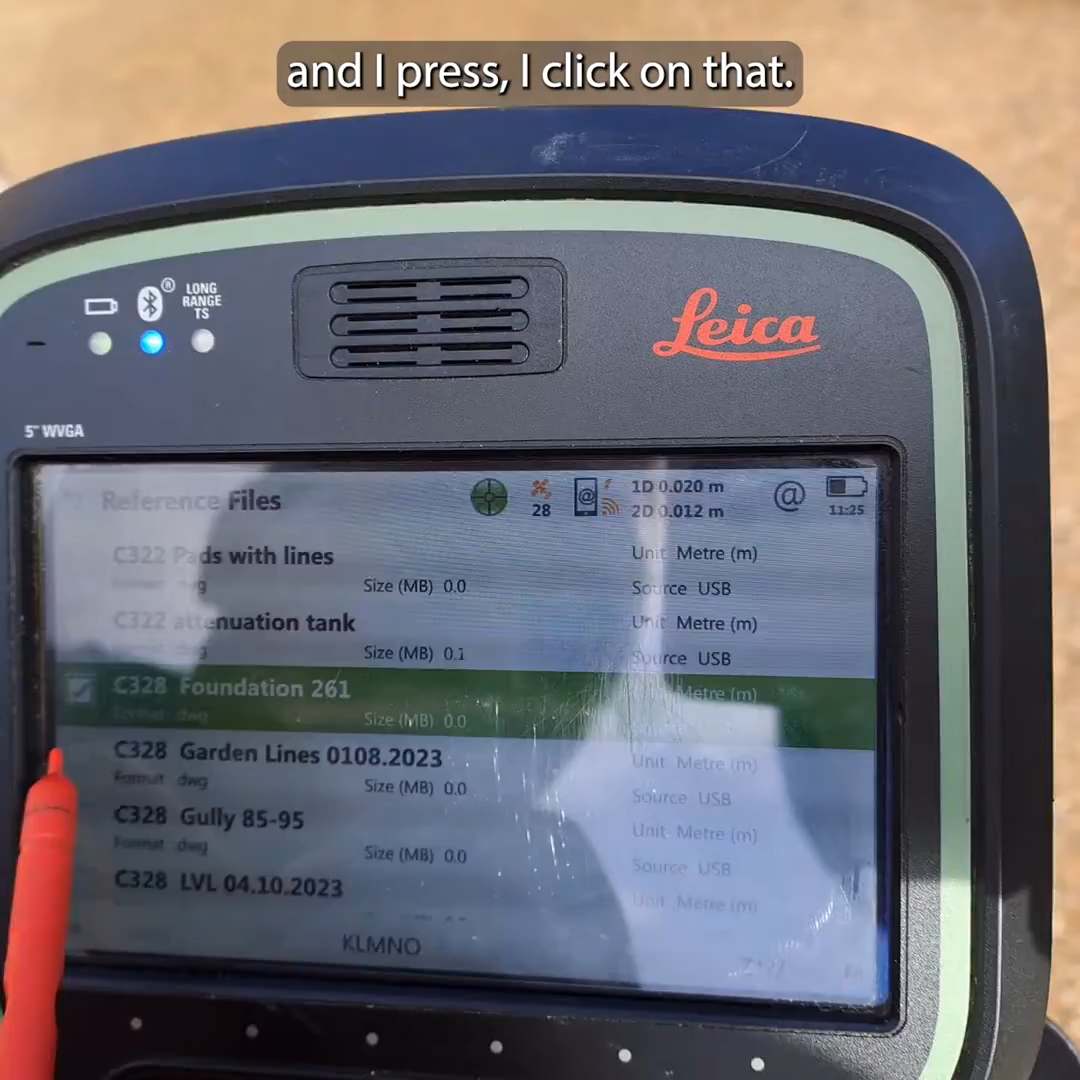 and I press, I click on that.
LONG
RANGE
TS
®
Leica
5" WVGA
Reference Files
28
@
1D 0.020 m
2D 0.012 m
@
11:25
C322 Pads with lines
Unit Metre (m)
Size (MB) 0.0
Source USB
C322 attenuation tank
Unit Metre (m)
Size (MB) 0.1
Source USB
C328 Foundation 261
Metre (m)
Format dwg
Size (MB) 0.0
C328 Garden Lines 0108.2023
Unit Metre (m)
Format dwg
Size (MB) 0.0
Source USB
C328 Gully 85-95
Unit Metre (m)
Format dwg
Size (MB) 0.0
Source USB
C328 LVL 04.10.2023
Unit Metre (m)
KLMNO